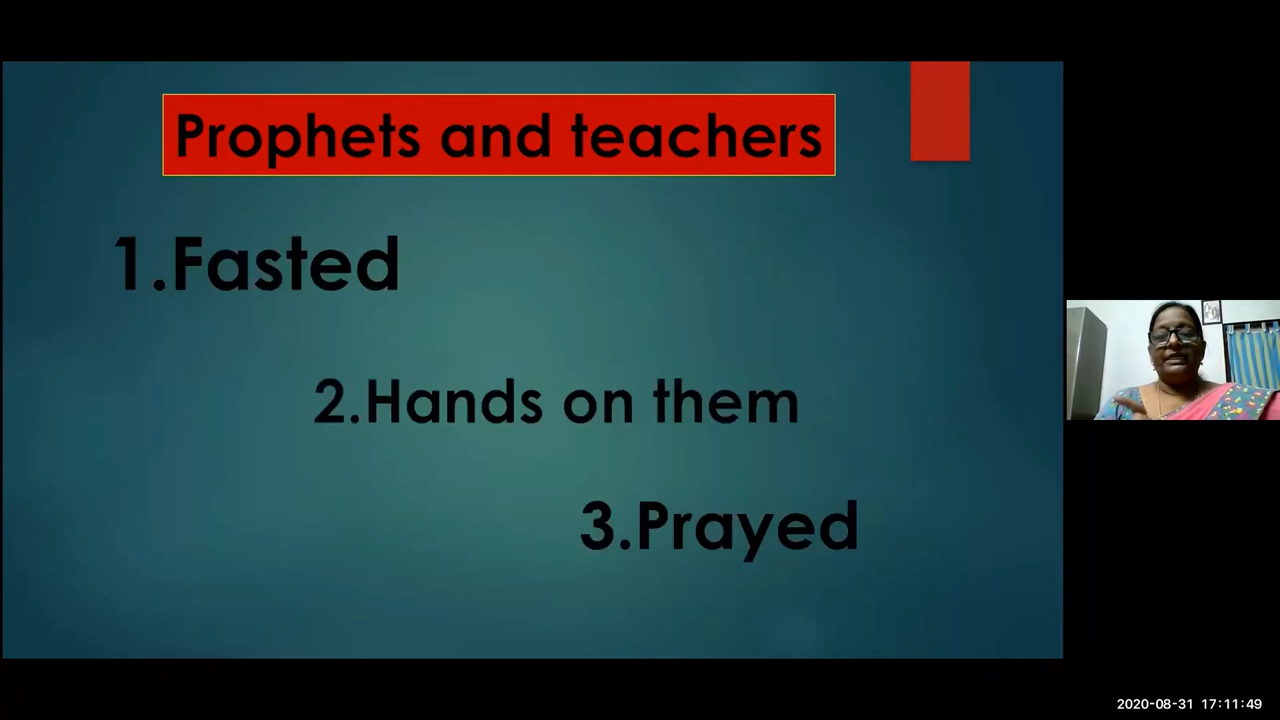 Prophets and teachers
1.Fasted
2.Hands on them
3.Prayed
2020-08-31 17:11:49